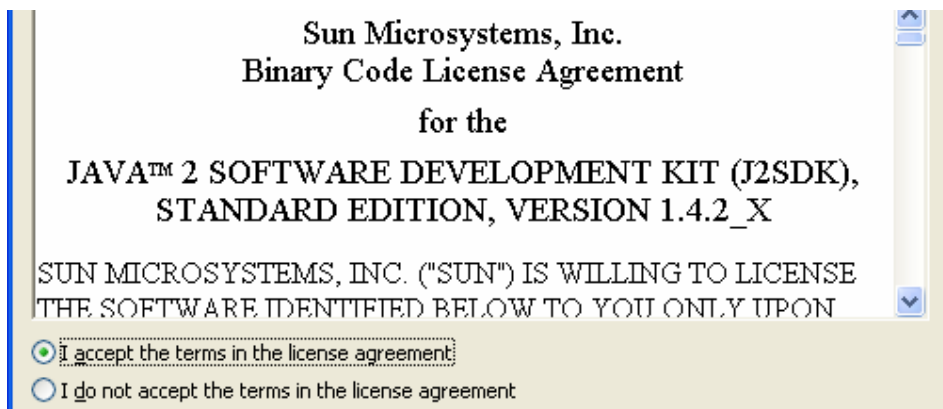 Sun Microsystems, Inc.
Binary Code License Agreement
for the
JAVA™ 2 SOFTWARE DEVELOPMENT KIT (J2SDK),
STANDARD EDITION, VERSION 1.4.2_X
SUN MICROSYSTEMS, INC. ("SUN") IS WILLING TO LICENSE
THE SOFTWARE IDENTIFIED BELOW TO YOU ONLY UPON
I accept the terms in the license agreement
I do not accept the terms in the license agreement